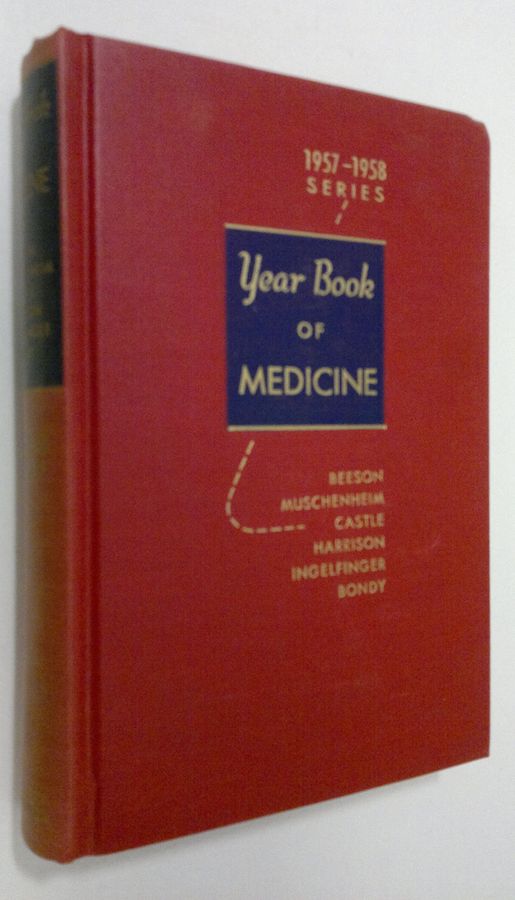 1957-1958
SERIES
Year Book
OF
MEDICINE
BEESON
MUSCHENHEIM
CASTLE
HARRISON
INGELFINGER
BONDY